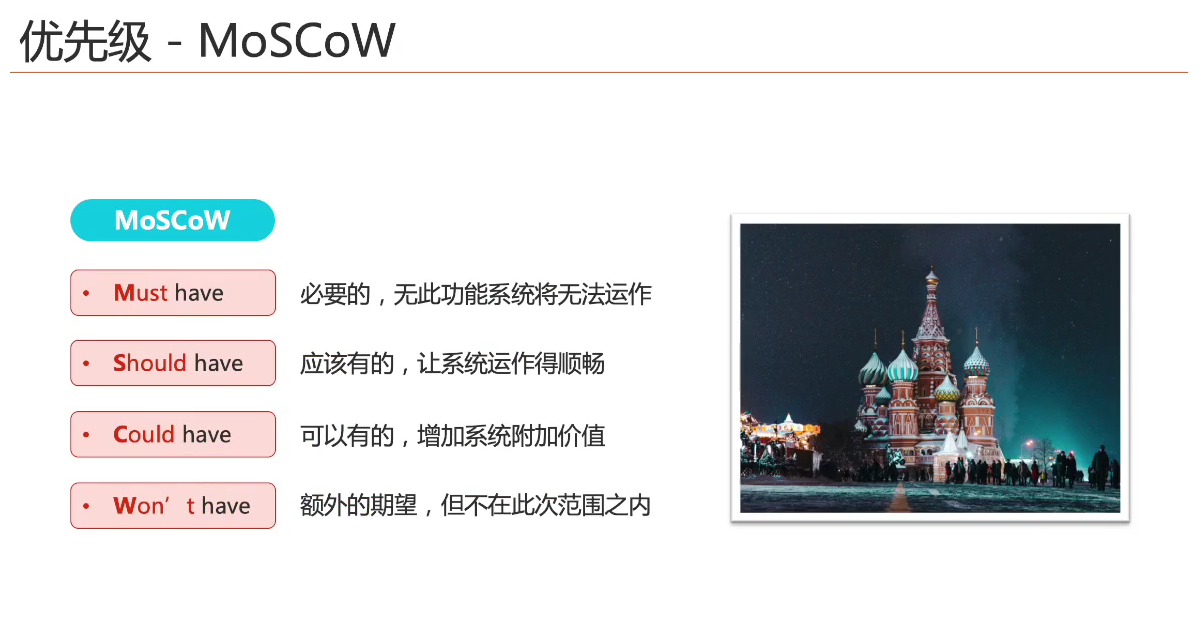 优先级 - MoSCoW
MoSCoW
• Must have
必要的，无此功能系统将无法运作
• Should have
应该有的，让系统运作得顺畅
• Could have
可以有的，增加系统附加价值
• Won’t have
额外的期望，但不在此次范围之内